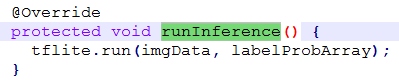 @Override
protected void runInference() {
  tflite.run(imgData, labelProbArray);
}